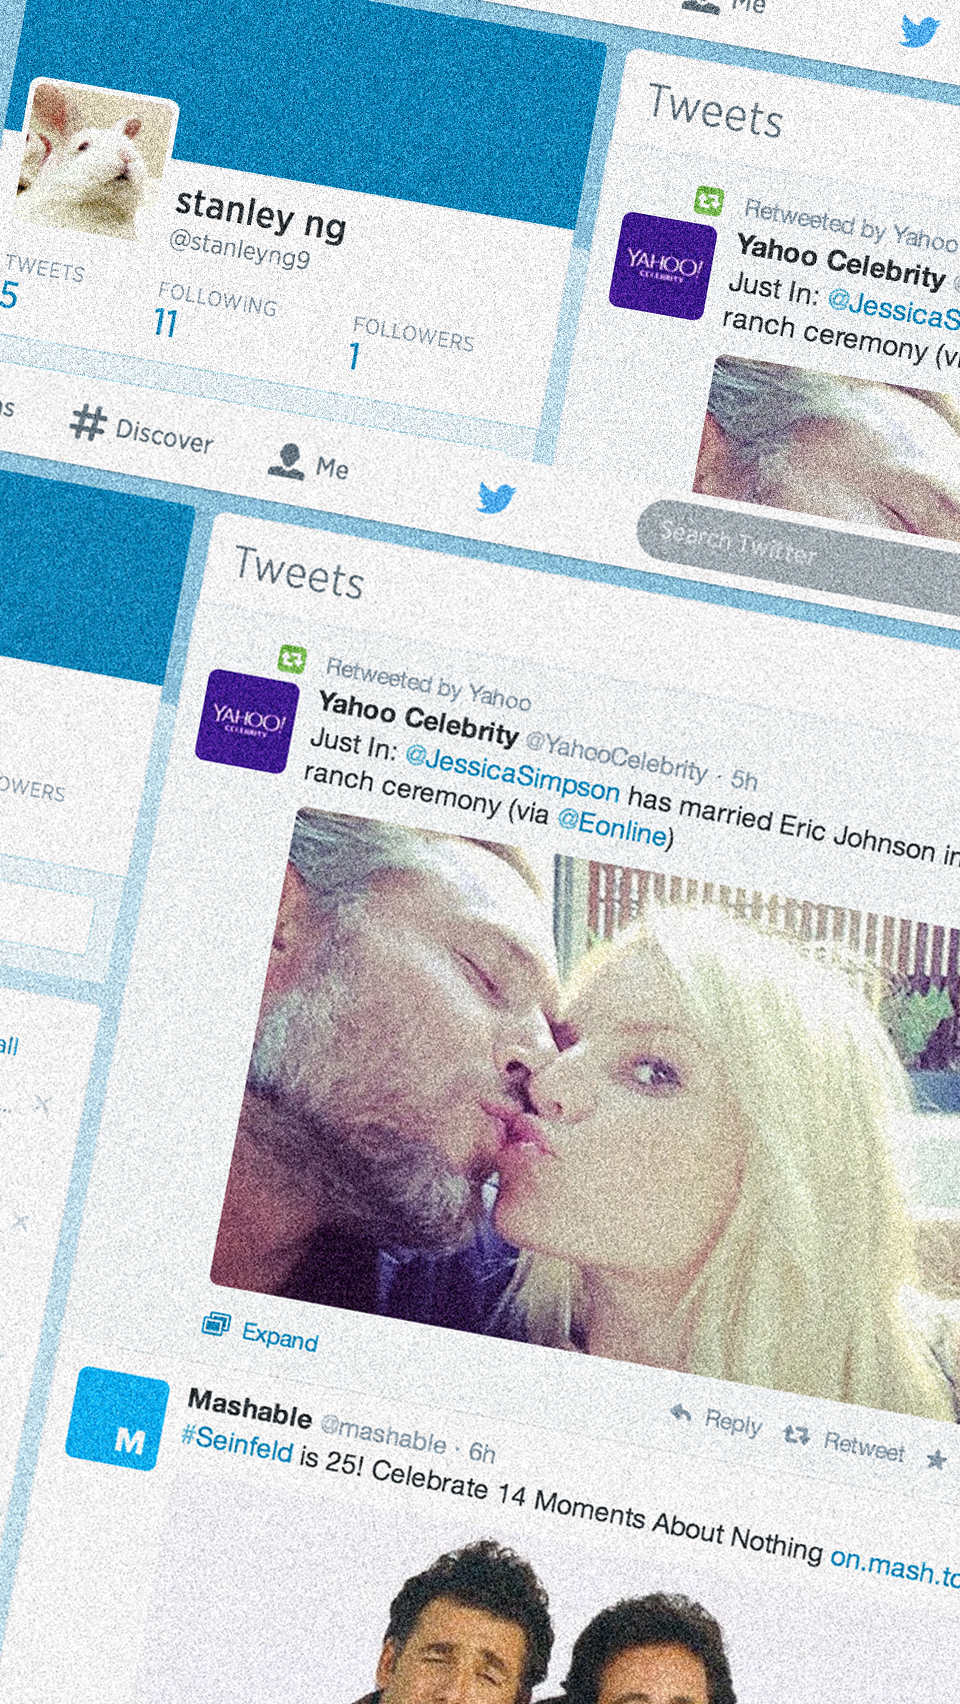 Me
Tweets
stanley ng
@stanleyng9
TWEETS
5
FOLLOWING
11
FOLLOWERS
1
Retweeted by Yahoo
YAHOO!
CELEBRITY
Yahoo Celebrity @
Just In: @JessicaS
ranch ceremony (vi
# Discover
Me
Search Twitter
Tweets
Retweeted by Yahoo
YAHOO!
CELEBRITY
Yahoo Celebrity @YahooCelebrity · 5h
Just In: @JessicaSimpson has married Eric Johnson in
ranch ceremony (via @Eonline)
OWERS
all
Expand
Reply Retweet
M
Mashable @mashable · 6h
#Seinfeld is 25! Celebrate 14 Moments About Nothing on.mash.to